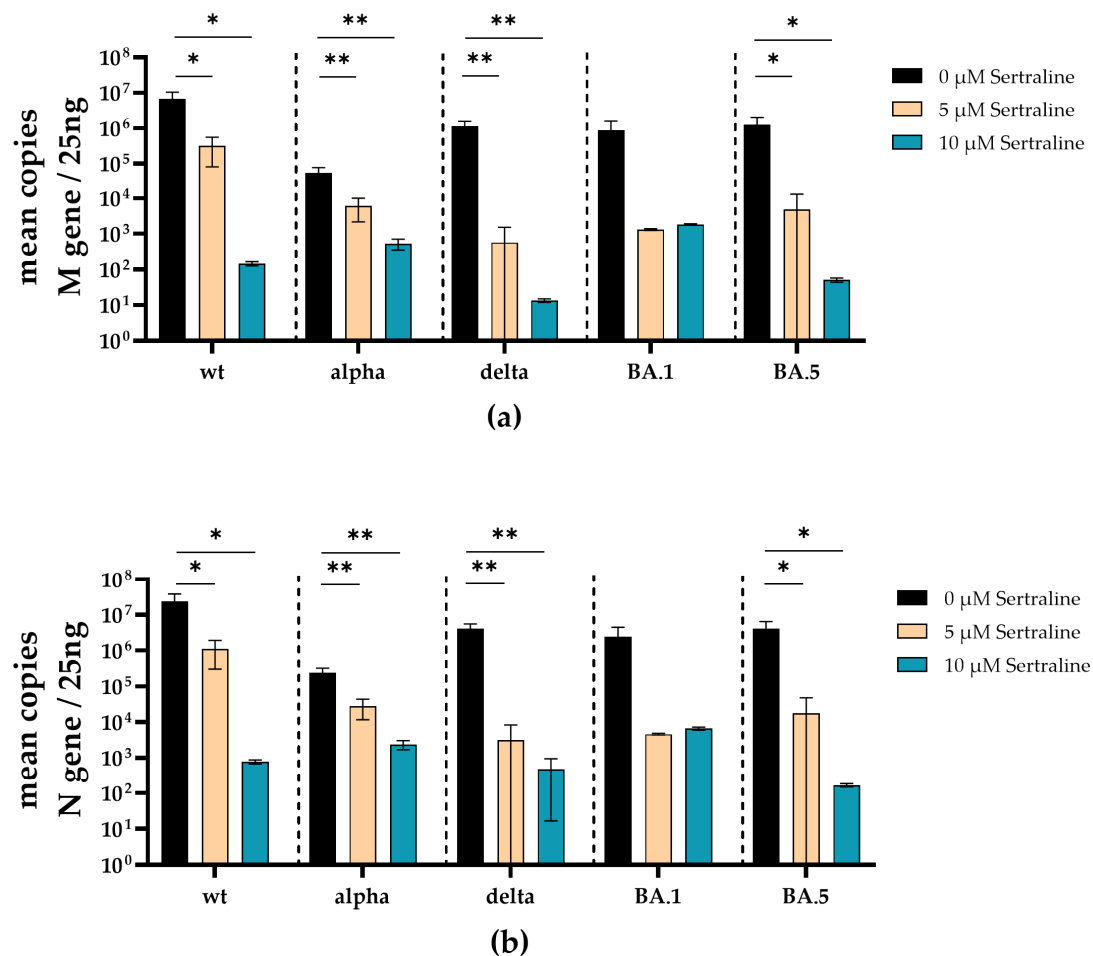 * ** ** *
* ** ** *
10⁸
10⁷
10⁶
10⁵
10⁴
10³
10²
10¹
10⁰
mean copies
M gene / 25ng
0 µM Sertraline
5 µM Sertraline
10 µM Sertraline
wt alpha delta BA.1 BA.5
(a)
* ** ** *
* ** ** *
10⁸
10⁷
10⁶
10⁵
10⁴
10³
10²
10¹
10⁰
mean copies
N gene / 25ng
0 µM Sertraline
5 µM Sertraline
10 µM Sertraline
wt alpha delta BA.1 BA.5
(b)